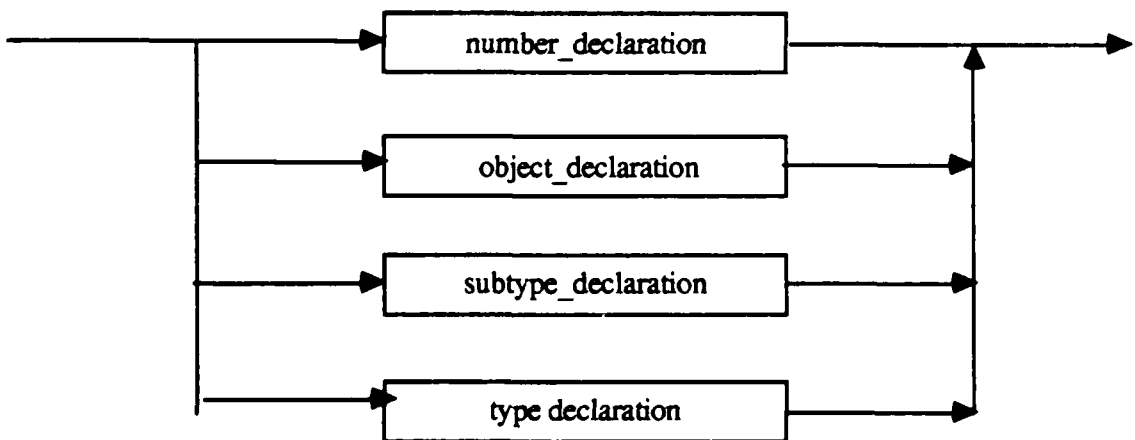 number_declaration
object_declaration
subtype_declaration
type declaration